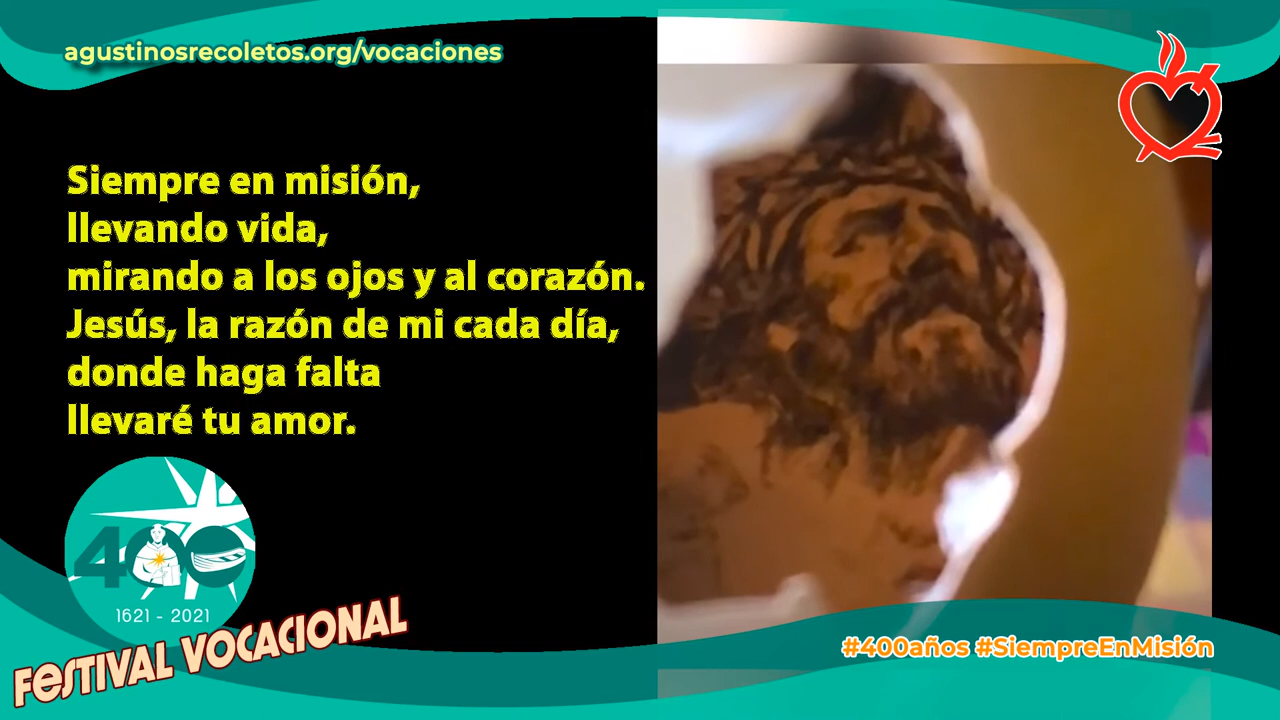 agustinosrecoletos.org/vocaciones
Siempre en misión,
llevando vida,
mirando a los ojos y al corazón.
Jesús, la razón de mi cada día,
donde haga falta
llevaré tu amor.
400
1621 - 2021
FESTIVAL VOCACIONAL
#400años #SiempreEnMisión